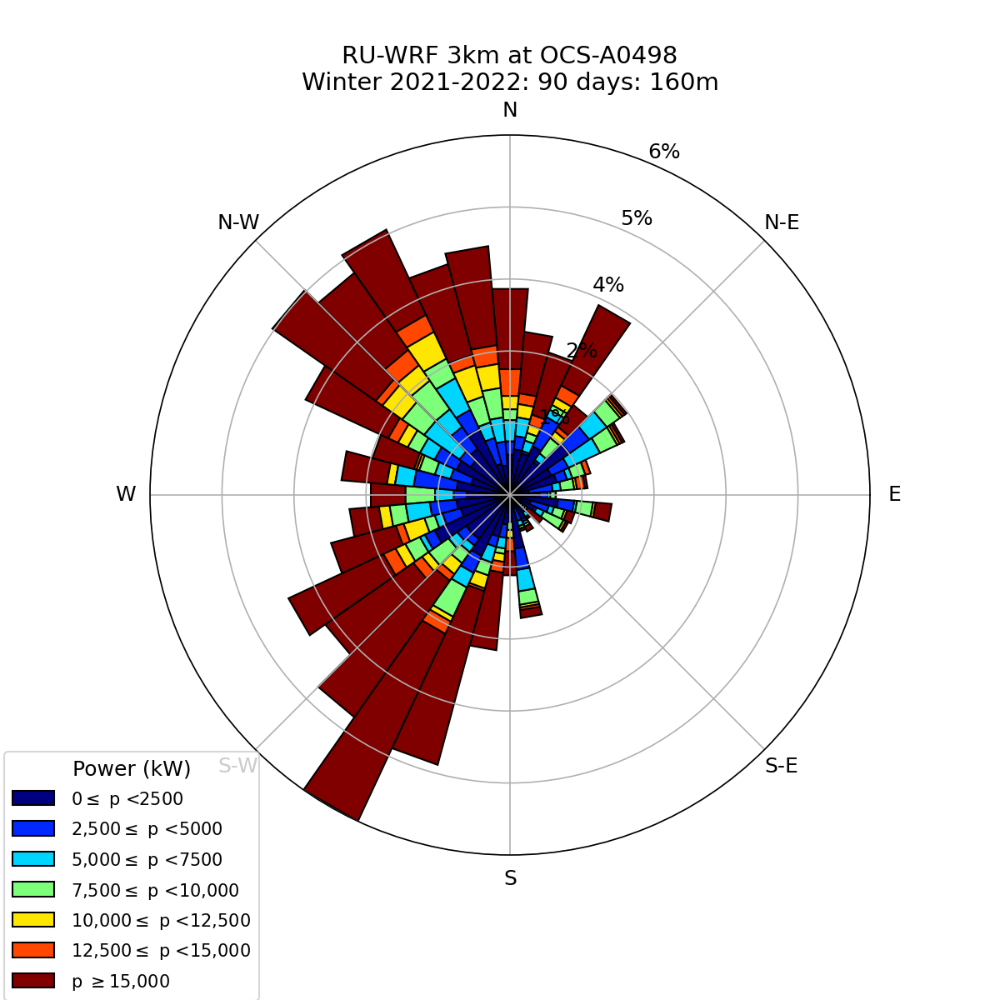 RU-WRF 3km at OCS-A0498
Winter 2021-2022: 90 days: 160m
N
6%
N-W
N-E
5%
4%
2%
1%
W
E
S-W
S-E
S
Power (kW)
0≤ p <2500
2,500≤ p <5000
5,000≤ p <7500
7,500≤ p <10,000
10,000≤ p <12,500
12,500≤ p <15,000
p ≥15,000